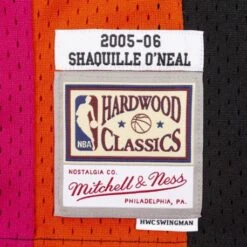 2005-06
SHAQUILLE O'NEAL
HARDWOOD
NBA
CLASSICS
NOSTALGIA CO.
Mitchell & Ness
PHILADELPHIA, PA.
HWC SWINGMAN